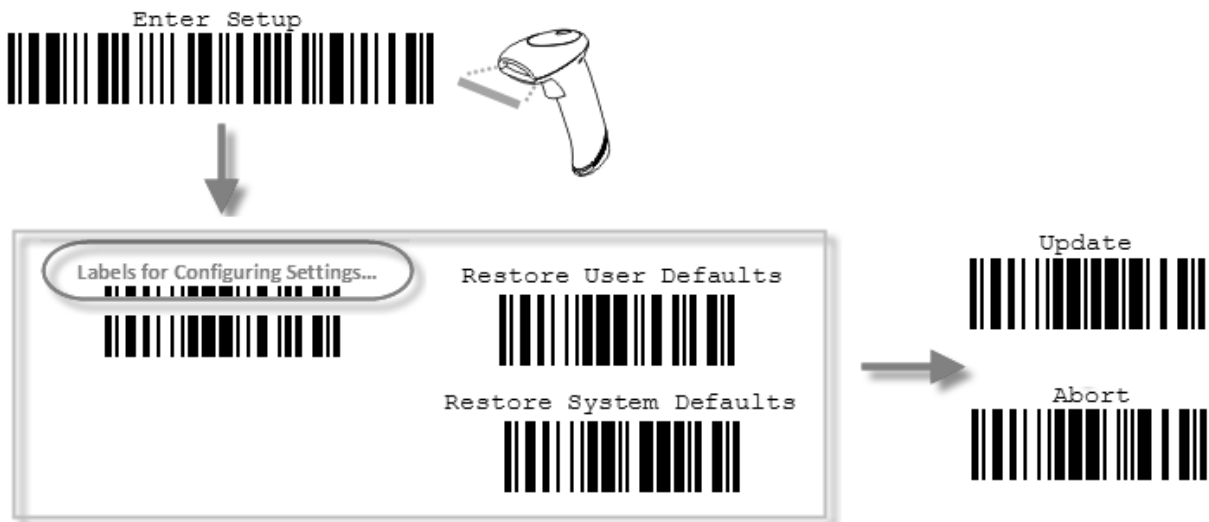 Enter Setup
Labels for Configuring Settings...
Restore User Defaults
Restore System Defaults
Update
Abort